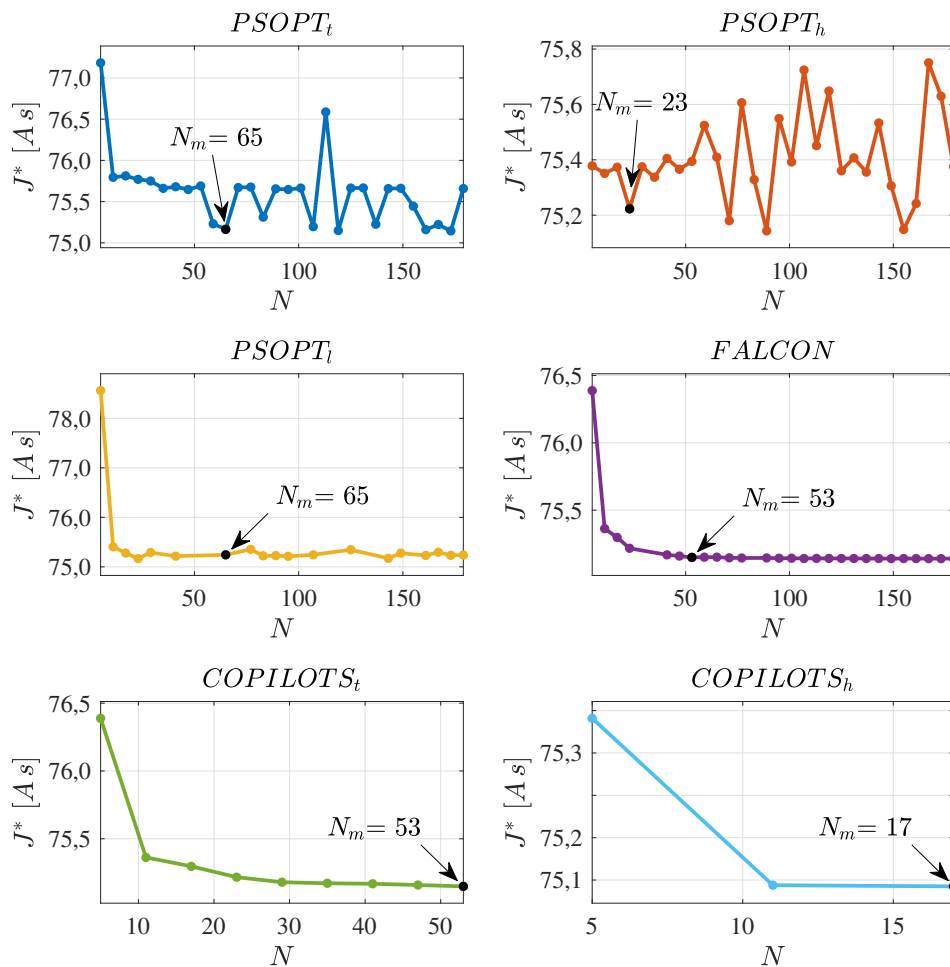 PSOPT_t
77,0
76,5
76,0
75,5
75,0
J* [A s]
N_m = 65
50 100 150
N
PSOPT_h
75,8
75,6
75,4
75,2
J* [A s]
N_m = 23
50 100 150
N
PSOPT_l
78,0
77,0
76,0
75,0
J* [A s]
N_m = 65
50 100 150
N
FALCON
76,5
76,0
75,5
J* [A s]
N_m = 53
50 100 150
N
COPILOTS_t
76,5
76,0
75,5
J* [A s]
N_m = 53
10 20 30 40 50
N
COPILOTS_h
75,3
75,2
75,1
J* [A s]
N_m = 17
5 10 15
N